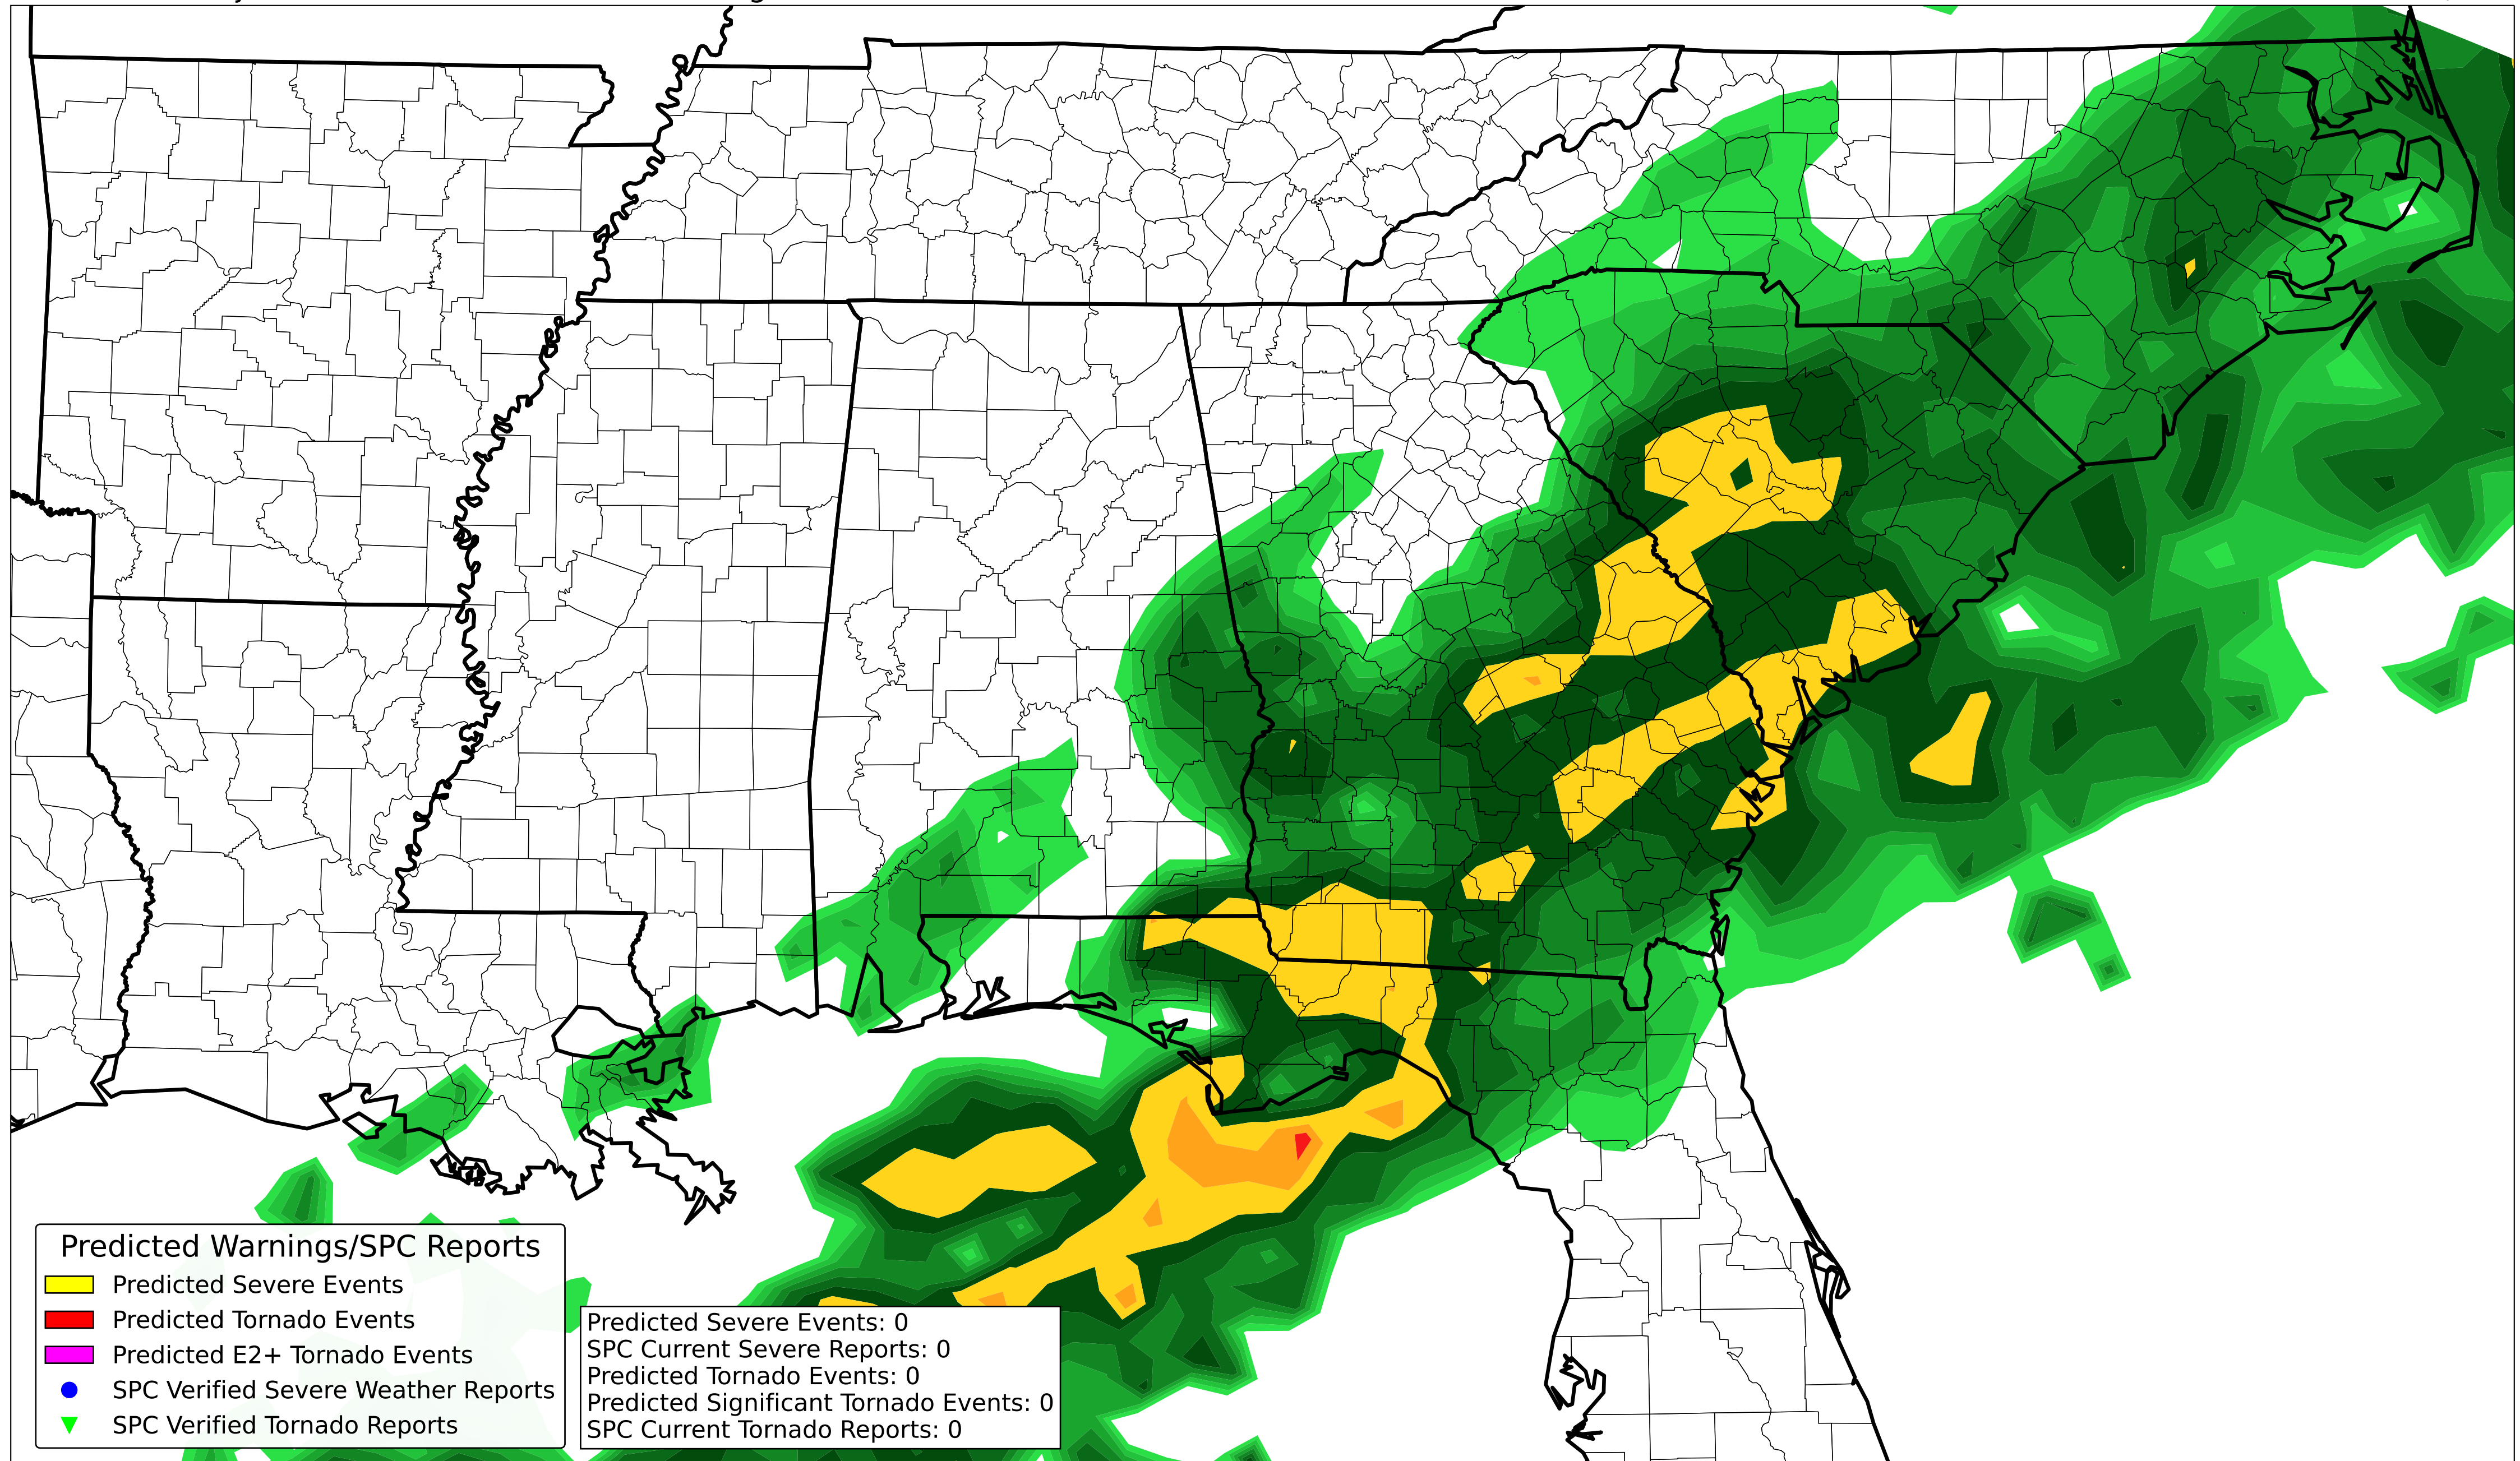 Predicted Warnings/SPC Reports
Predicted Severe Events
Predicted Tornado Events
Predicted E2+ Tornado Events
SPC Verified Severe Weather Reports
SPC Verified Tornado Reports
Predicted Severe Events: 0
SPC Current Severe Reports: 0
Predicted Tornado Events: 0
Predicted Significant Tornado Events: 0
SPC Current Tornado Reports: 0